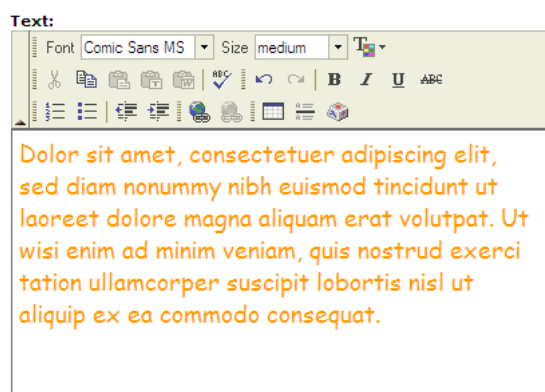 Text:
Font Comic Sans MS Size medium T
ABC B I U ABC
Dolor sit amet, consectetuer adipiscing elit,
sed diam nonummy nibh euismod tincidunt ut
laoreet dolore magna aliquam erat volutpat. Ut
wisi enim ad minim veniam, quis nostrud exerci
tation ullamcorper suscipit lobortis nisl ut
aliquip ex ea commodo consequat.